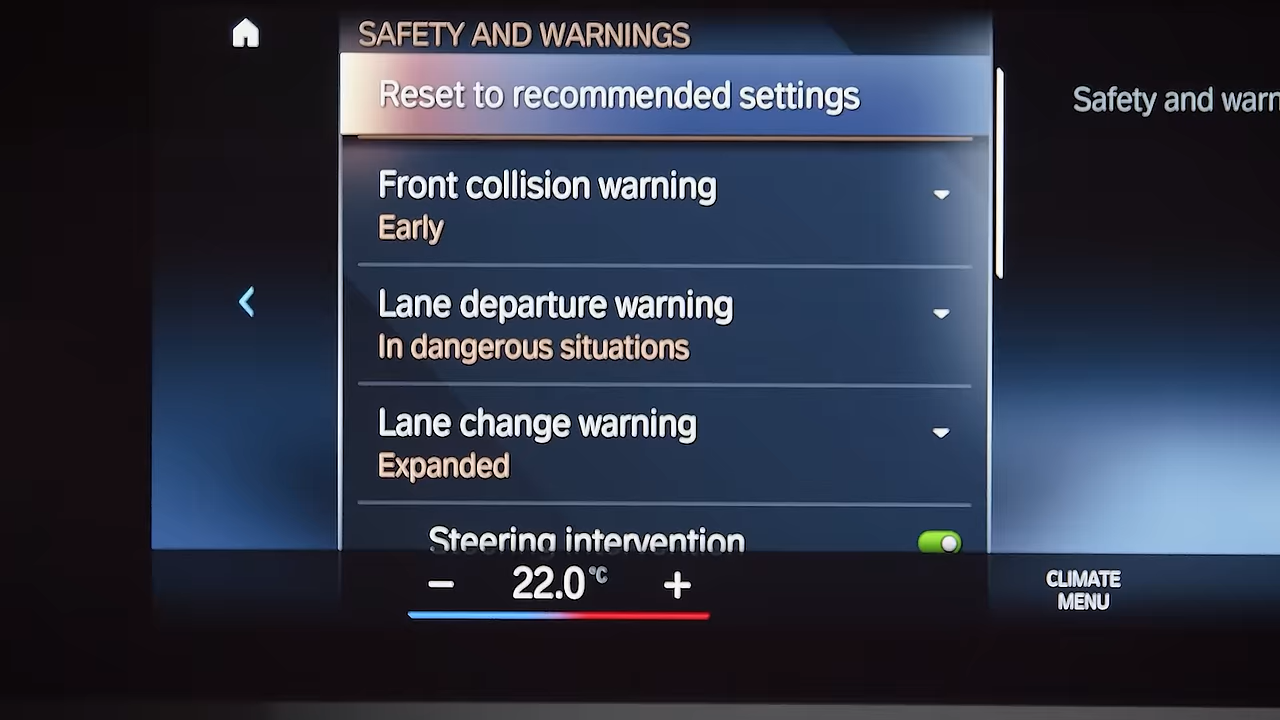 SAFETY AND WARNINGS
Reset to recommended settings
Safety and warn
Front collision warning
Early
Lane departure warning
In dangerous situations
Lane change warning
Expanded
Steering intervention
− 22.0 °C +
CLIMATE
MENU